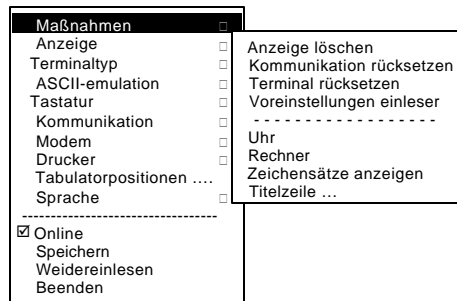 Maßnahmen
Anzeige
Terminaltyp
ASCII-emulation
Tastatur
Kommunikation
Modem
Drucker
Tabulatorpositionen ....
Sprache
---------------------------------
☑ Online
Speichern
Weidereinlesen
Beenden
Anzeige löschen
Kommunikation rücksetzen
Terminal rücksetzen
Voreinstellungen einleser
- - - - - - - - - - - - - - - - - -
Uhr
Rechner
Zeichensätze anzeigen
Titelzeile …